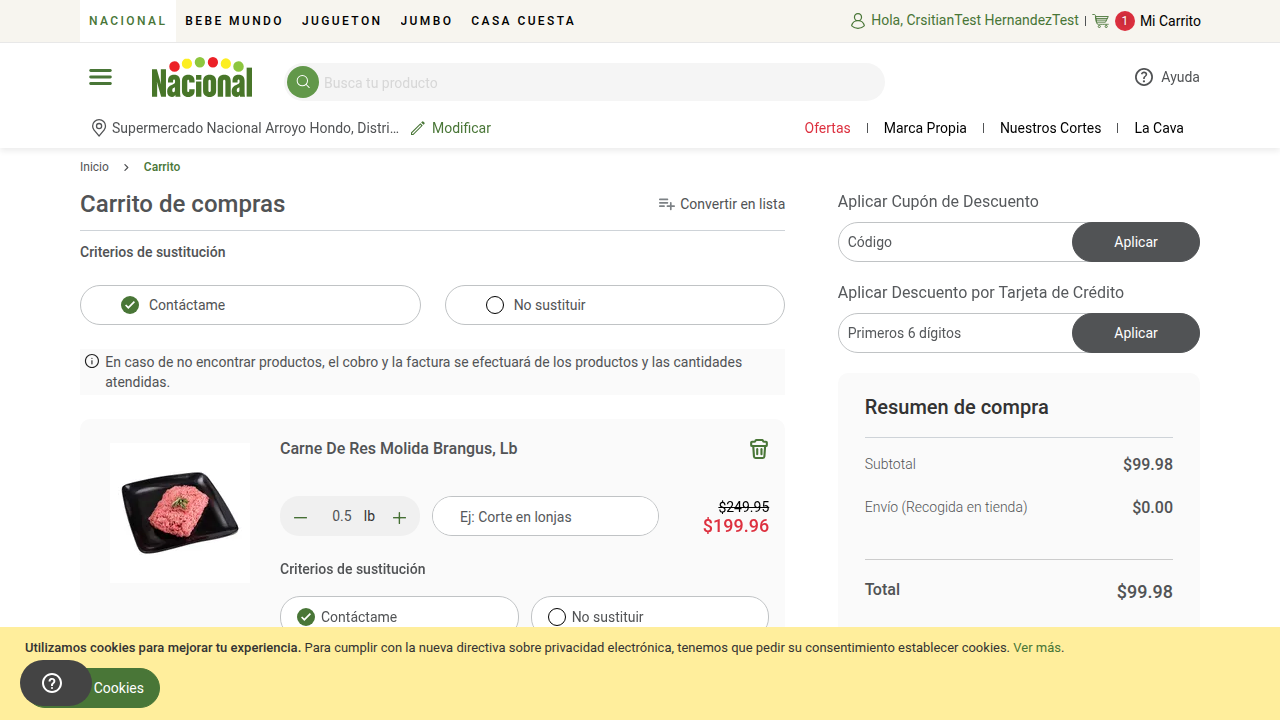 NACIONAL BEBE MUNDO JUGUETON JUMBO CASA CUESTA
Hola, CrsitianTest HernandezTest | 1 Mi Carrito
Nacional
Busca tu producto
Ayuda
Supermercado Nacional Arroyo Hondo, Distri... Modificar
Ofertas | Marca Propia | Nuestros Cortes | La Cava
Inicio > Carrito
Carrito de compras
Convertir en lista
Criterios de sustitución
Contáctame
No sustituir
En caso de no encontrar productos, el cobro y la factura se efectuará de los productos y las cantidades
atendidas.
Carne De Res Molida Brangus, Lb
0.5 lb
Ej: Corte en lonjas
$249.95
$199.96
Criterios de sustitución
Contáctame
No sustituir
Aplicar Cupón de Descuento
Código
Aplicar
Aplicar Descuento por Tarjeta de Crédito
Primeros 6 dígitos
Aplicar
Resumen de compra
Subtotal $99.98
Envío (Recogida en tienda) $0.00
Total $99.98
Utilizamos cookies para mejorar tu experiencia. Para cumplir con la nueva directiva sobre privacidad electrónica, tenemos que pedir su consentimiento establecer cookies. Ver más.
Cookies